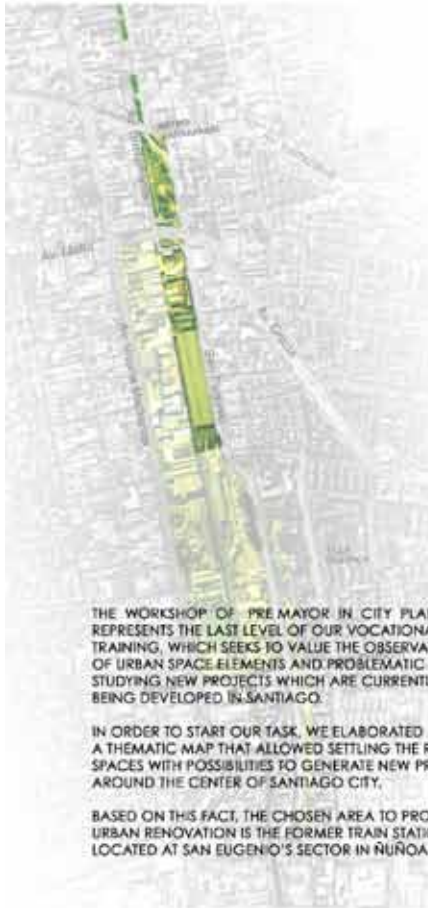 THE WORKSHOP OF PRE MAYOR IN CITY PLA
REPRESENTS THE LAST LEVEL OF OUR VOCATIONA
TRAINING, WHICH SEEKS TO VALUE THE OBSERVA
OF URBAN SPACE ELEMENTS AND PROBLEMATIC
STUDYING NEW PROJECTS WHICH ARE CURRENT
BEING DEVELOPED IN SANTIAGO.
IN ORDER TO START OUR TASK, WE ELABORATED
A THEMATIC MAP THAT ALLOWED SETTLING THE R
SPACES WITH POSSIBILITIES TO GENERATE NEW PR
AROUND THE CENTER OF SANTIAGO CITY.
BASED ON THIS FACT, THE CHOSEN AREA TO PRO
URBAN RENOVATION IS THE FORMER TRAIN STATI
LOCATED AT SAN EUGENIO'S SECTOR IN ÑUÑOA